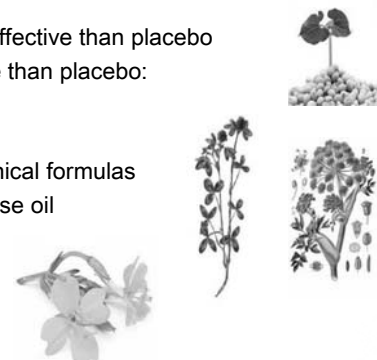 ffective than placebo
e than placebo:
nical formulas
se oil